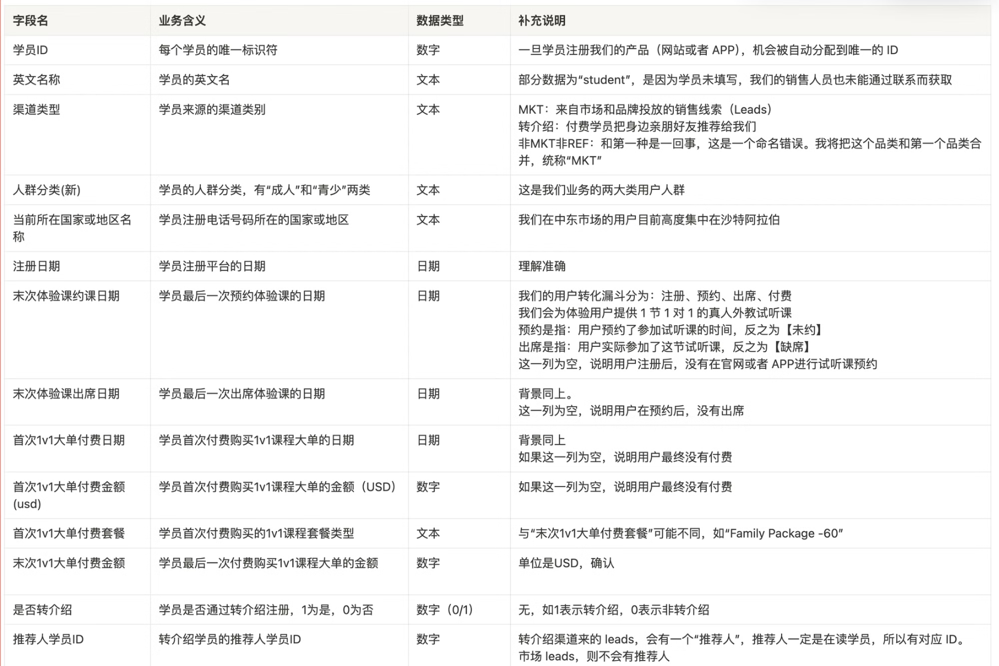 字段名	业务含义	数据类型	补充说明
学员ID	每个学员的唯一标识符	数字	一旦学员注册我们的产品（网站或者 APP），机会被自动分配到唯一的 ID
英文名称	学员的英文名	文本	部分数据为“student”，是因为学员未填写，我们的销售人员也未能通过联系而获取
渠道类型	学员来源的渠道类别	文本	MKT：来自市场和品牌投放的销售线索（Leads）
转介绍：付费学员把身边亲朋好友推荐给我们
非MKT非REF：和第一种是一回事，这是一个命名错误。我将把这个品类和第一个品类合
并，统称“MKT”
人群分类(新)	学员的人群分类，有“成人”和“青少”两类	文本	这是我们业务的两大类用户人群
当前所在国家或地区名	学员注册电话号码所在的国家或地区	文本	我们在中东市场的用户目前高度集中在沙特阿拉伯
称
注册日期	学员注册平台的日期	日期	理解准确
末次体验课约课日期	学员最后一次预约体验课的日期	日期	我们的用户转化漏斗分为：注册、预约、出席、付费
我们会为体验用户提供 1 节 1 对 1 的真人外教试听课
预约是指：用户预约了参加试听课的时间，反之为【未约】
出席是指：用户实际参加了这节试听课，反之为【缺席】
这一列为空，说明用户注册后，没有在官网或者 APP进行试听课预约
末次体验课出席日期	学员最后一次出席体验课的日期	日期	背景同上。
这一列为空，说明用户在预约后，没有出席
首次1v1大单付费日期	学员首次付费购买1v1课程大单的日期	日期	背景同上
如果这一列为空，说明用户最终没有付费
首次1v1大单付费金额	学员首次付费购买1v1课程大单的金额（USD）	数字	如果这一列为空，说明用户最终没有付费
(usd)
首次1v1大单付费套餐	学员首次付费购买的1v1课程套餐类型	文本	与“末次1v1大单付费套餐”可能不同，如“Family Package -60”
末次1v1大单付费金额	学员最后一次付费购买1v1课程大单的金额	数字	单位是USD，确认
是否转介绍	学员是否通过转介绍注册，1为是，0为否	数字（0/1）	无，如1表示转介绍，0表示非转介绍
推荐人学员ID	转介绍学员的推荐人学员ID	数字	转介绍渠道来的 leads，会有一个“推荐人”，推荐人一定是在读学员，所以有对应 ID。
市场 leads，则不会有推荐人